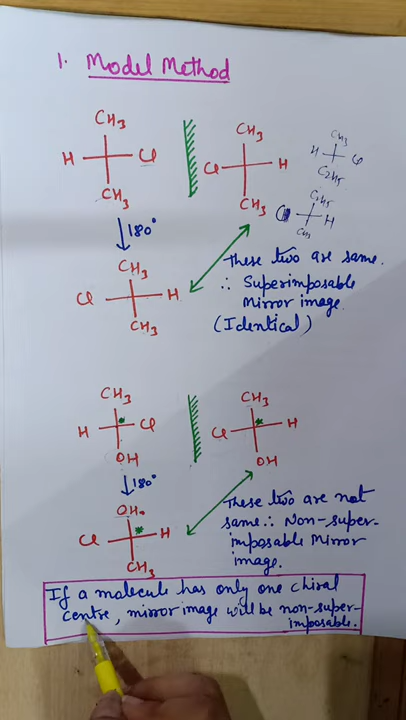 1. Model Method
CH3 CH3
H Cl Cl H
CH3 CH3
CH3
H Cl
C2H5
C2H5
H
CH3
180°
CH3
Cl H
CH3
These two are same.
∴ Superimposable
Mirror image
(Identical)
CH3 CH3
H Cl Cl H
OH OH
180°
OH
Cl H
CH3
These two are not
same ∴ Non-super-
imposable Mirror
image.
If a molecule has only one chiral
centre, mirror image will be non-super-
imposable.